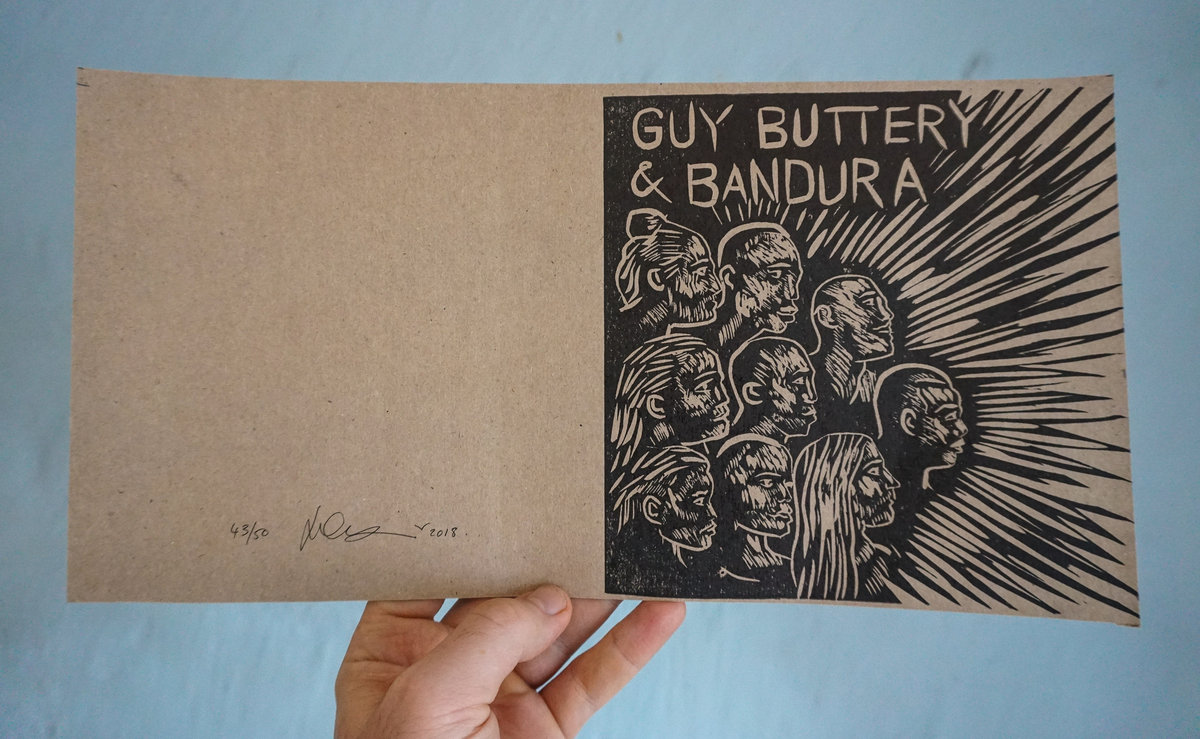 GUY BUTTERY
& BANDURA
43/50 2018.